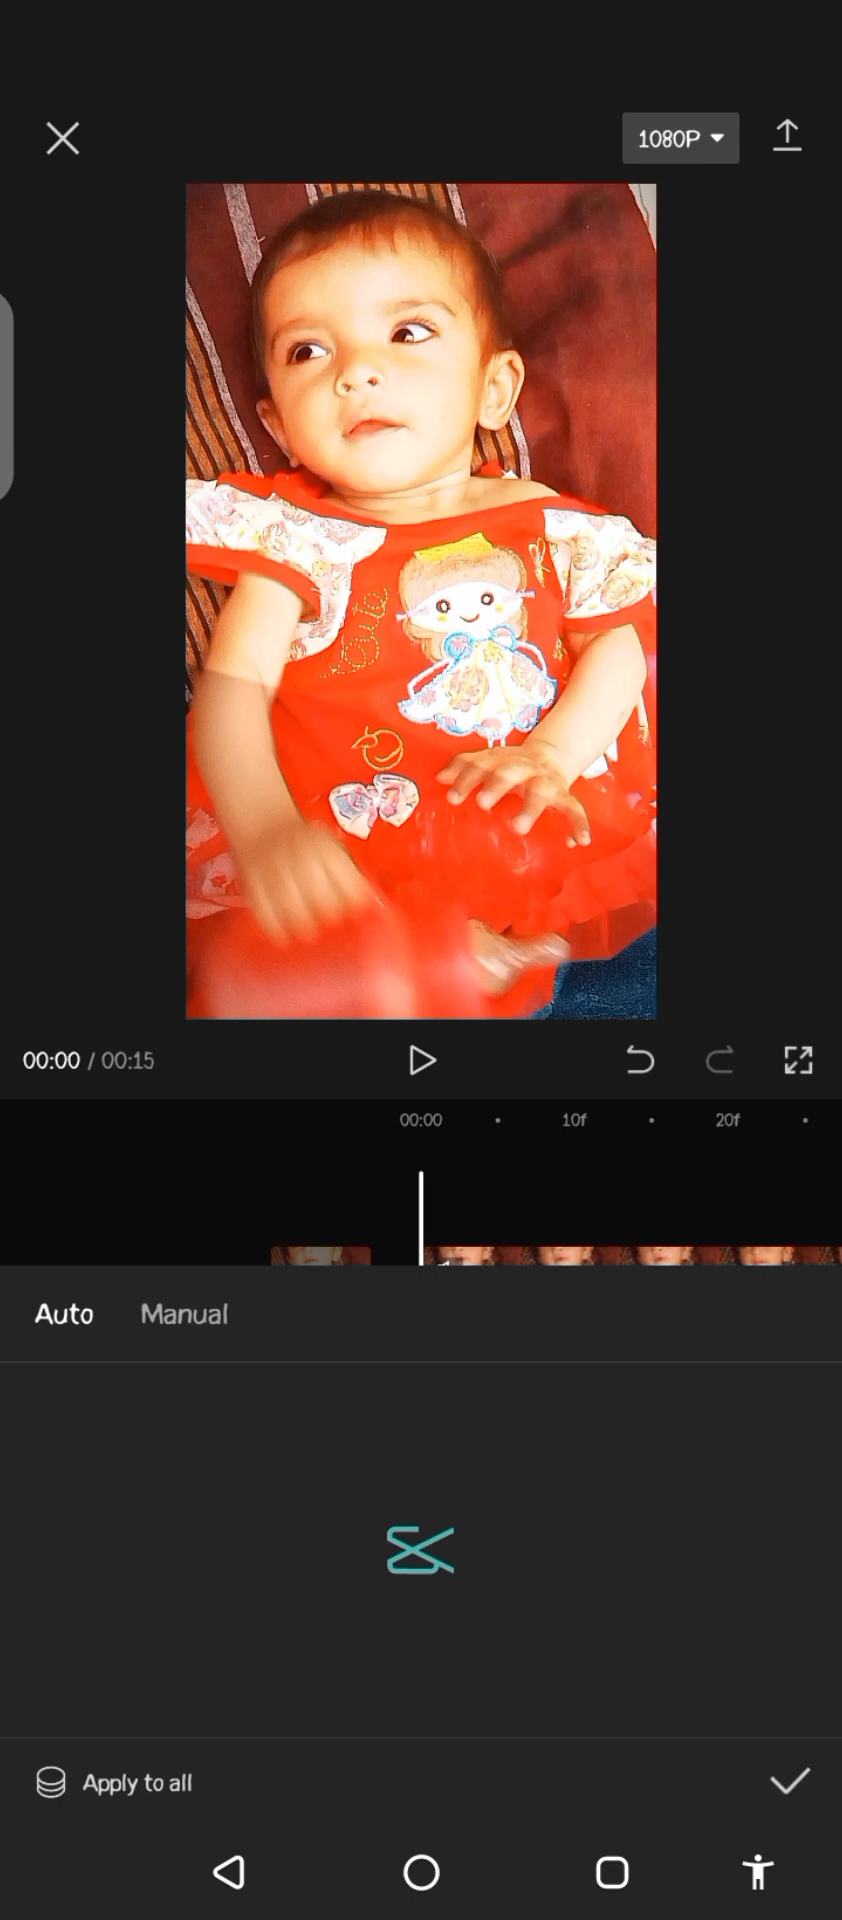 1080P
Cute
00:00 / 00:15
00:00 10f 20f
Auto Manual
Apply to all